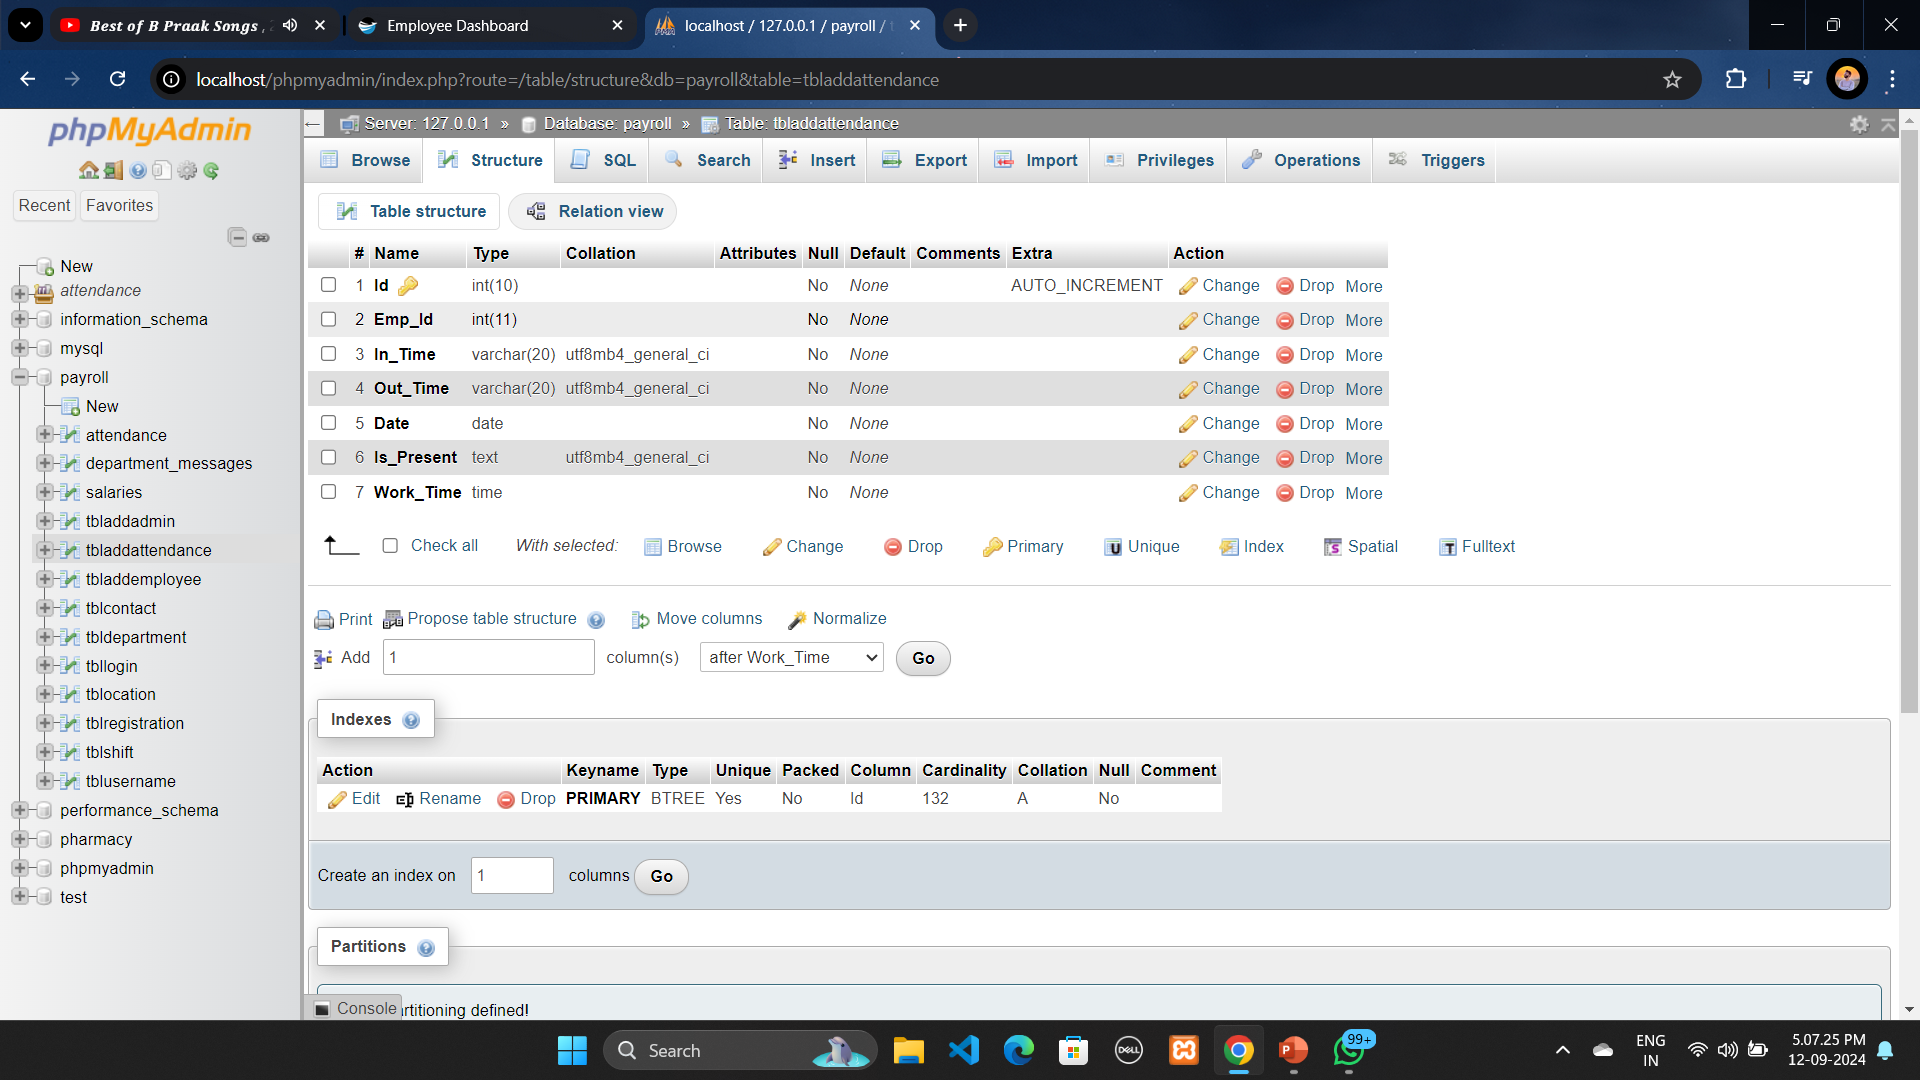 𝑩𝒆𝒔𝒕 𝒐𝒇 𝑩 𝑷𝒓𝒂𝒂𝒌 𝑺𝒐𝒏𝒈𝒔
Employee Dashboard
localhost / 127.0.0.1 / payroll /
localhost/phpmyadmin/index.php?route=/table/structure&db=payroll&table=tbladdattendance
phpMyAdmin
Recent Favorites
New
attendance
information_schema
mysql
payroll
New
attendance
department_messages
salaries
tbladdadmin
tbladdattendance
tbladdemployee
tblcontact
tbldepartment
tbllogin
tblocation
tblregistration
tblshift
tblusername
performance_schema
pharmacy
phpmyadmin
test
Server: 127.0.0.1 » Database: payroll » Table: tbladdattendance
Browse Structure SQL Search Insert Export Import Privileges Operations Triggers
Table structure Relation view
# Name Type Collation Attributes Null Default Comments Extra Action
1 Id int(10) No None AUTO_INCREMENT Change Drop More
2 Emp_Id int(11) No None Change Drop More
3 In_Time varchar(20) utf8mb4_general_ci No None Change Drop More
4 Out_Time varchar(20) utf8mb4_general_ci No None Change Drop More
5 Date date No None Change Drop More
6 Is_Present text utf8mb4_general_ci No None Change Drop More
7 Work_Time time No None Change Drop More
Check all With selected: Browse Change Drop Primary Unique Index Spatial Fulltext
Print Propose table structure Move columns Normalize
Add 1 column(s) after Work_Time Go
Indexes
Action Keyname Type Unique Packed Column Cardinality Collation Null Comment
Edit Rename Drop PRIMARY BTREE Yes No Id 132 A No
Create an index on 1 columns Go
Partitions
Console artitioning defined!
Search
DELL
99+
ENG
IN
5.07.25 PM
12-09-2024